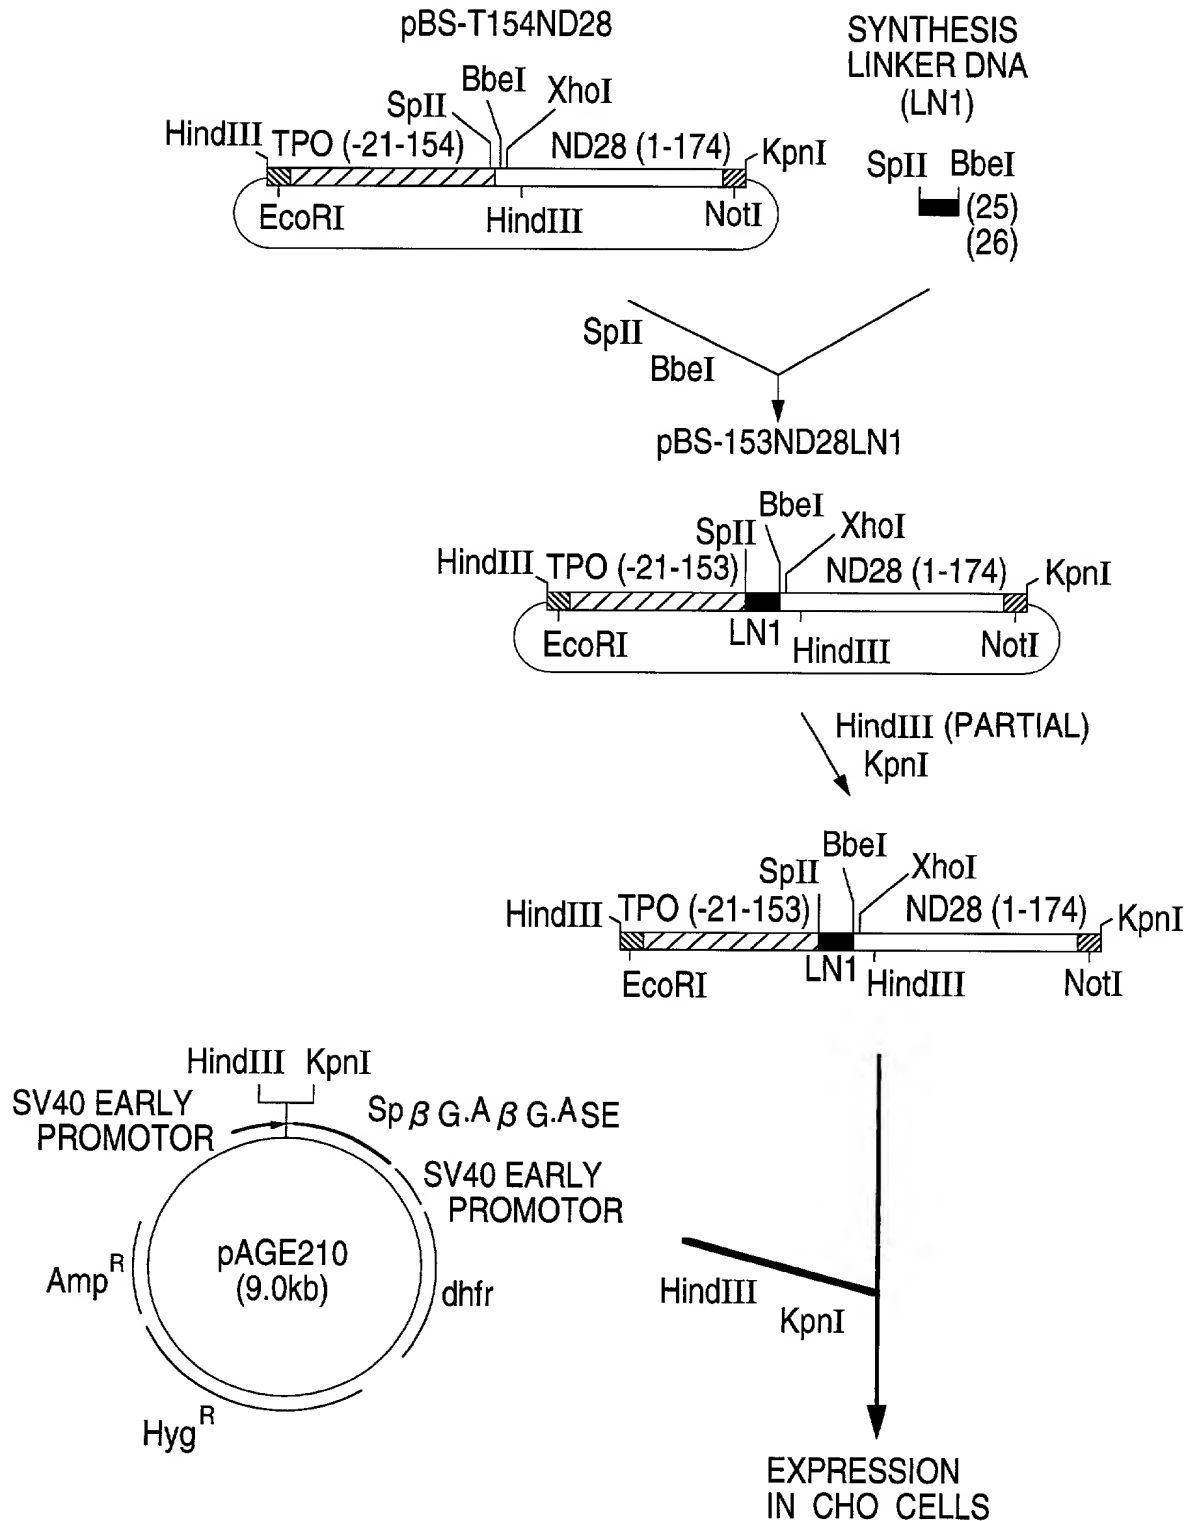 pBS-T154ND28
SYNTHESIS
LINKER DNA
(LN1)
BbeI
XhoI
SpII
HindIII
TPO (-21-154)
ND28 (1-174)
KpnI
EcoRI
HindIII
NotI
SpII
BbeI
(25)
(26)
SpII
BbeI
pBS-153ND28LN1
BbeI
SpII
XhoI
HindIII
TPO (-21-153)
ND28 (1-174)
KpnI
EcoRI
LN1
HindIII
NotI
HindIII (PARTIAL)
KpnI
BbeI
SpII
XhoI
HindIII
TPO (-21-153)
ND28 (1-174)
KpnI
EcoRI
LN1
HindIII
NotI
HindIII KpnI
SV40 EARLY
PROMOTOR
Sp β G.A β G.ASE
SV40 EARLY
PROMOTOR
pAGE210
(9.0kb)
Amp R
dhfr
Hyg R
HindIII
KpnI
EXPRESSION
IN CHO CELLS